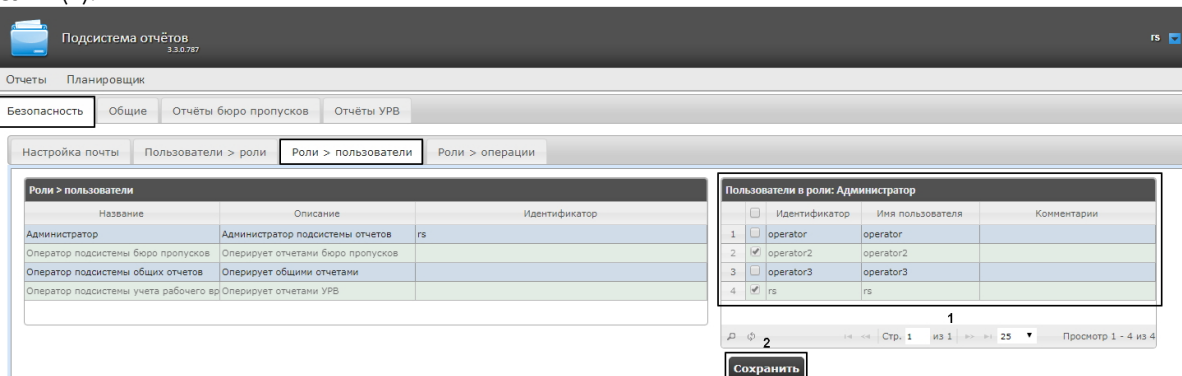 Подсистема отчётов
3.3.0.787
rs
Отчеты Планировщик
Безопасность Общие Отчёты бюро пропусков Отчёты УРВ
Настройка почты Пользователи > роли Роли > пользователи Роли > операции
Роли > пользователи
Название Описание Идентификатор
Администратор Администратор подсистемы отчетов rs
Оператор подсистемы бюро пропусков Оперирует отчетами бюро пропусков
Оператор подсистемы общих отчетов Оперирует общими отчетами
Оператор подсистемы учета рабочего вр Оперирует отчетами УРВ
Пользователи в роли: Администратор
Идентификатор Имя пользователя Комментарии
1 operator operator
2 operator2 operator2
3 operator3 operator3
4 rs rs
1
Стр. 1 из 1 25 Просмотр 1 - 4 из 4
2
Сохранить